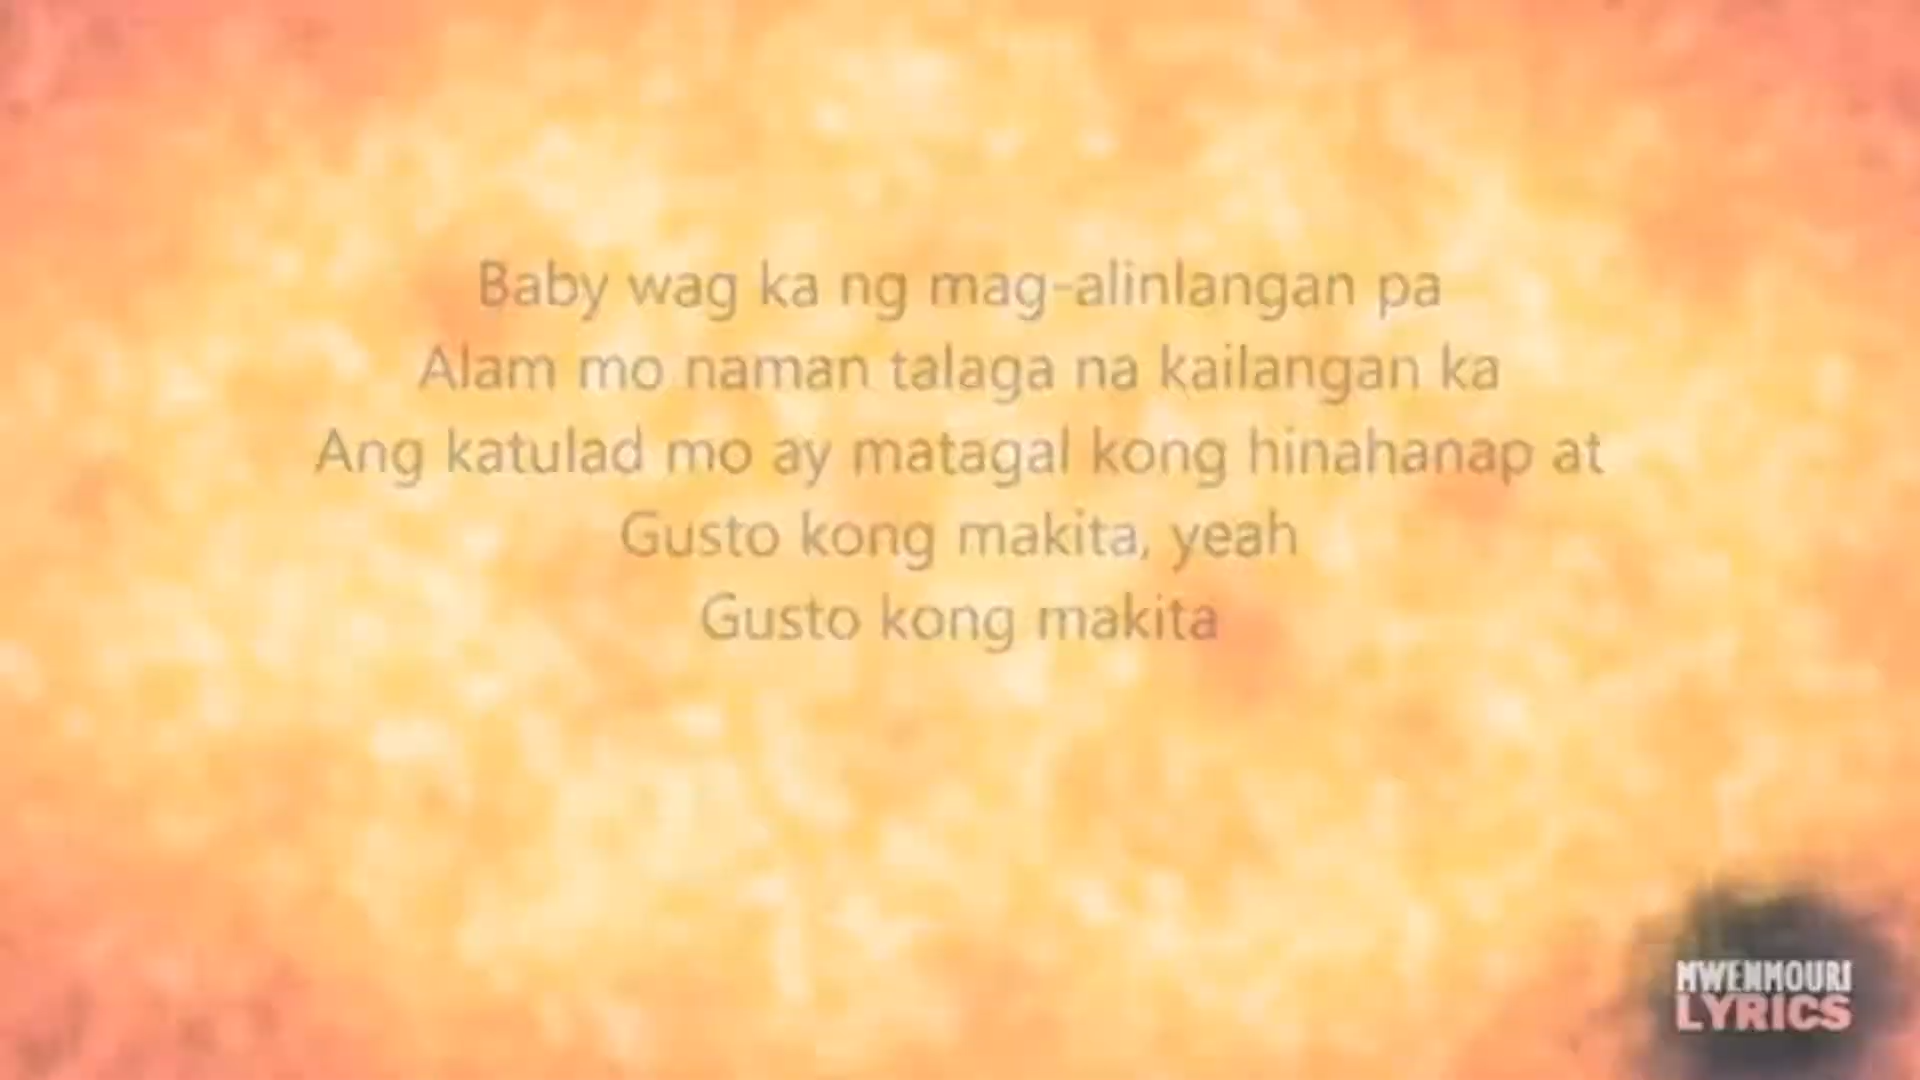 Baby wag ka ng mag-alinlangan pa
Alam mo naman talaga na kailangan ka
Ang katulad mo ay matagal kong hinahanap at
Gusto kong makita, yeah
Gusto kong makita
MWENMOURI
LYRICS